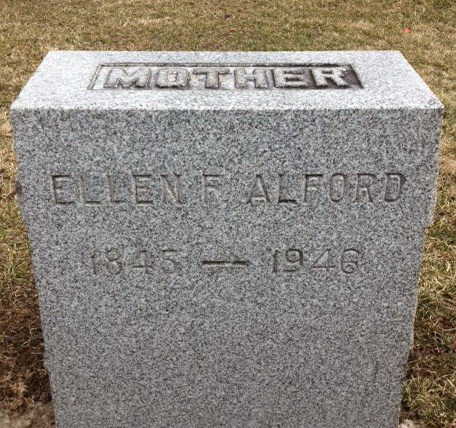 MOTHER
ELLEN F. ALFORD
1845 — 1946